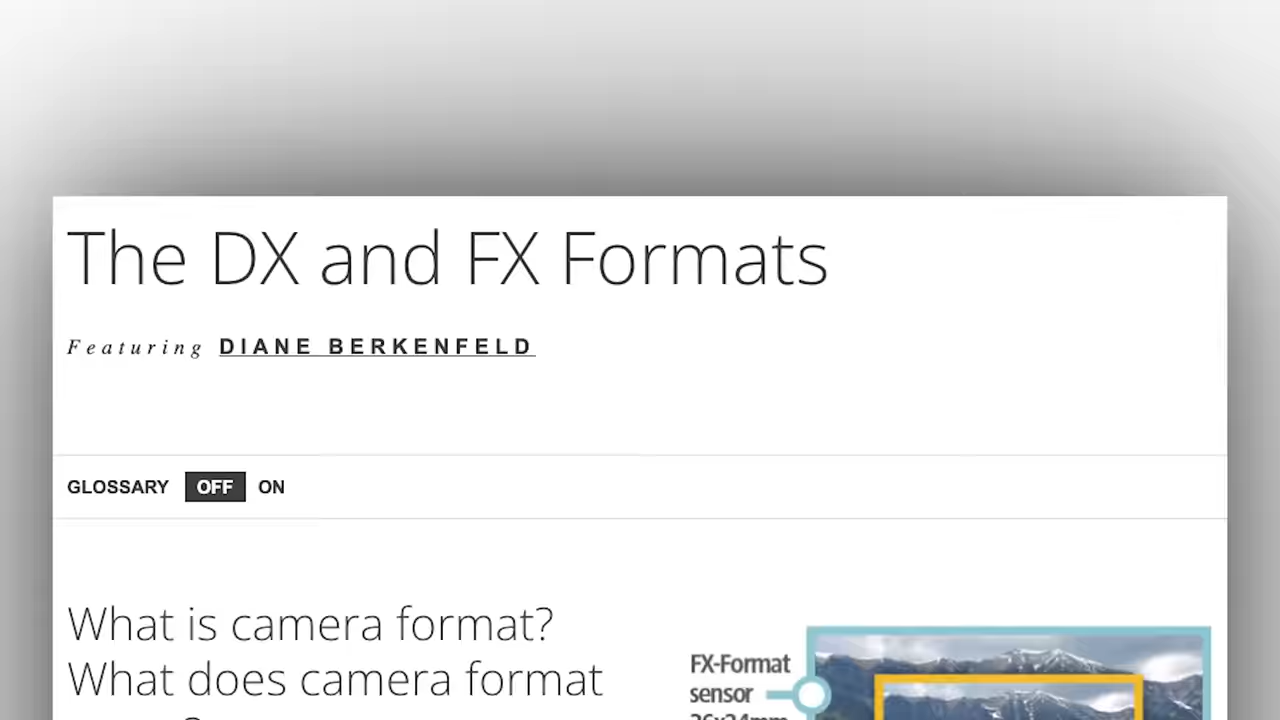 The DX and FX Formats
Featuring DIANE BERKENFELD
GLOSSARY OFF ON
What is camera format?
What does camera format
FX-Format
sensor